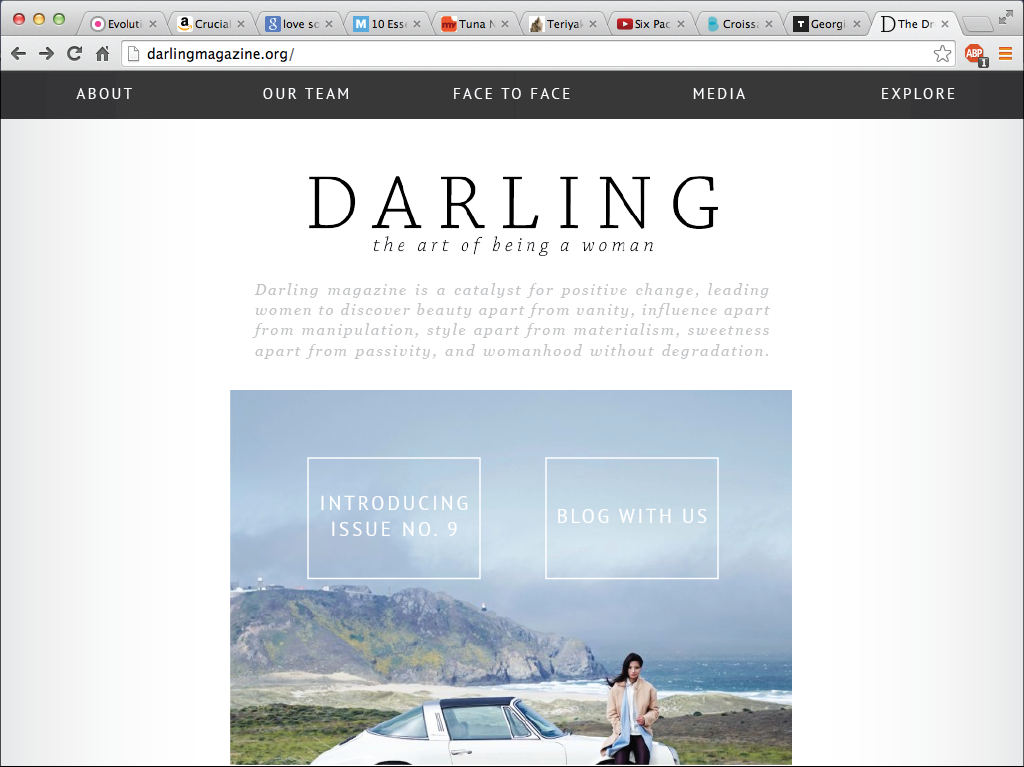 Evoluti
Crucial
love sc
10 Esse
Tuna N
Teriyak
Six Pac
Croissa
Georgi
The Dr
darlingmagazine.org/
ABP
1
ABOUT
OUR TEAM
FACE TO FACE
MEDIA
EXPLORE
DARLING
the art of being a woman
Darling magazine is a catalyst for positive change, leading
women to discover beauty apart from vanity, influence apart
from manipulation, style apart from materialism, sweetness
apart from passivity, and womanhood without degradation.
INTRODUCING
ISSUE NO. 9
BLOG WITH US